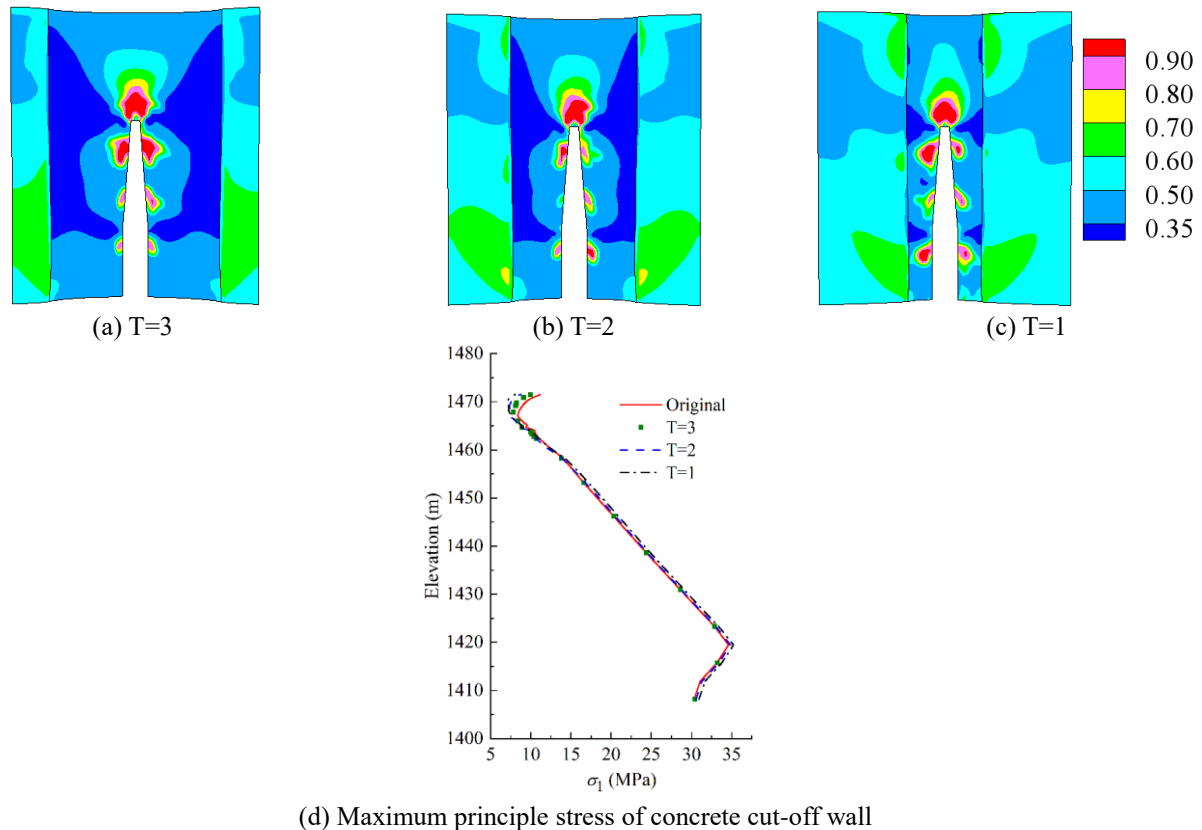 0.90
0.80
0.70
0.60
0.50
0.35
(a) T=3
(b) T=2
(c) T=1
1480
1470
1460
1450
1440
1430
1420
1410
1400
Elevation (m)
Original
T=3
T=2
T=1
5 10 15 20 25 30 35
σ₁ (MPa)
(d) Maximum principle stress of concrete cut-off wall